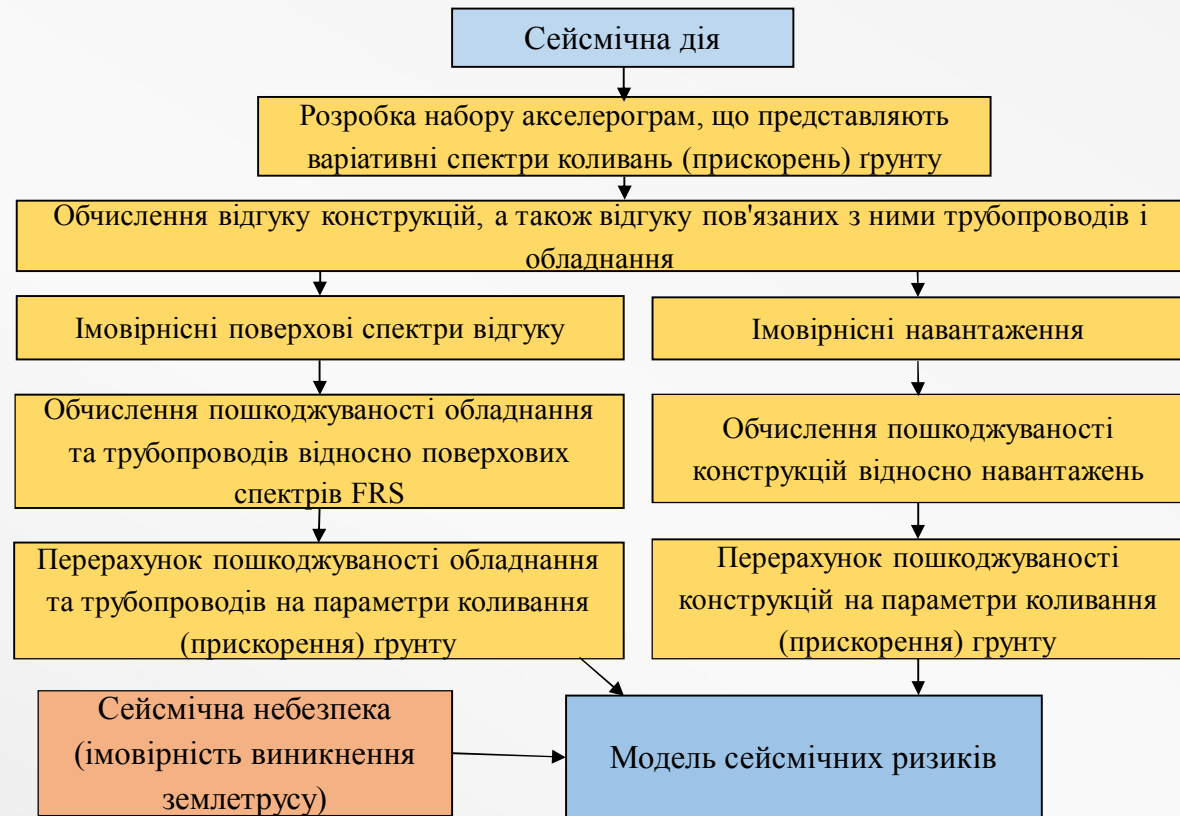 Сейсмічна дія
Розробка набору акселерограм, що представляють
варіативні спектри коливань (прискорень) ґрунту
Обчислення відгуку конструкцій, а також відгуку пов'язаних з ними трубопроводів і
обладнання
Імовірнісні поверхові спектри відгуку
Імовірнісні навантаження
Обчислення пошкоджуваності обладнання
та трубопроводів відносно поверхових
спектрів FRS
Обчислення пошкоджуваності
конструкцій відносно навантажень
Перерахунок пошкоджуваності обладнання
та трубопроводів на параметри коливання
(прискорення) ґрунту
Перерахунок пошкоджуваності
конструкцій на параметри коливання
(прискорення) грунту
Сейсмічна небезпека
(імовірність виникнення
землетрусу)
Модель сейсмічних ризиків